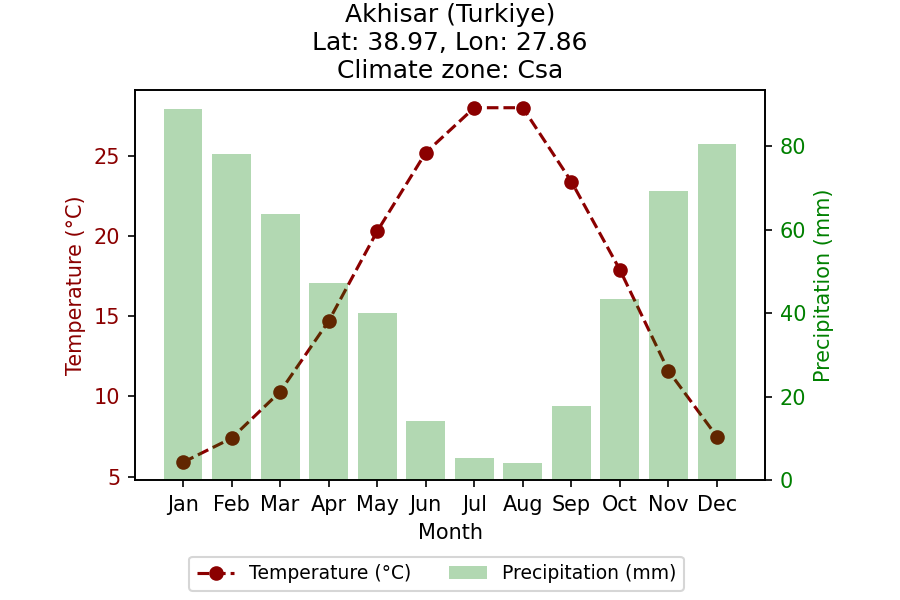 Akhisar (Turkiye)
Lat: 38.97, Lon: 27.86
Climate zone: Csa
Temperature (°C)
25
20
15
10
5
Precipitation (mm)
80
60
40
20
0
Jan Feb Mar Apr May Jun Jul Aug Sep Oct Nov Dec
Month
Temperature (°C) Precipitation (mm)